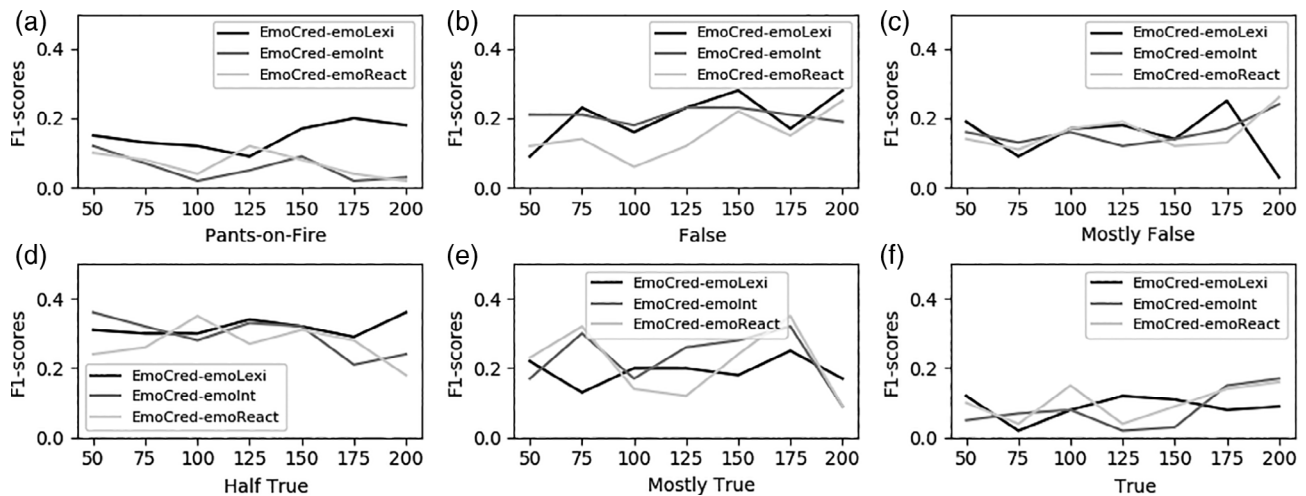 (a)
0.4
0.2
0.0
F1-scores
EmoCred-emoLexi
EmoCred-emoInt
EmoCred-emoReact
50 75 100 125 150 175 200
Pants-on-Fire
(b)
0.4
0.2
0.0
F1-scores
EmoCred-emoLexi
EmoCred-emoInt
EmoCred-emoReact
50 75 100 125 150 175 200
False
(c)
0.4
0.2
0.0
F1-scores
EmoCred-emoLexi
EmoCred-emoInt
EmoCred-emoReact
50 75 100 125 150 175 200
Mostly False
(d)
0.4
0.2
0.0
F1-scores
EmoCred-emoLexi
EmoCred-emoInt
EmoCred-emoReact
50 75 100 125 150 175 200
Half True
(e)
0.4
0.2
0.0
F1-scores
EmoCred-emoLexi
EmoCred-emoInt
EmoCred-emoReact
50 75 100 125 150 175 200
Mostly True
(f)
0.4
0.2
0.0
F1-scores
EmoCred-emoLexi
EmoCred-emoInt
EmoCred-emoReact
50 75 100 125 150 175 200
True